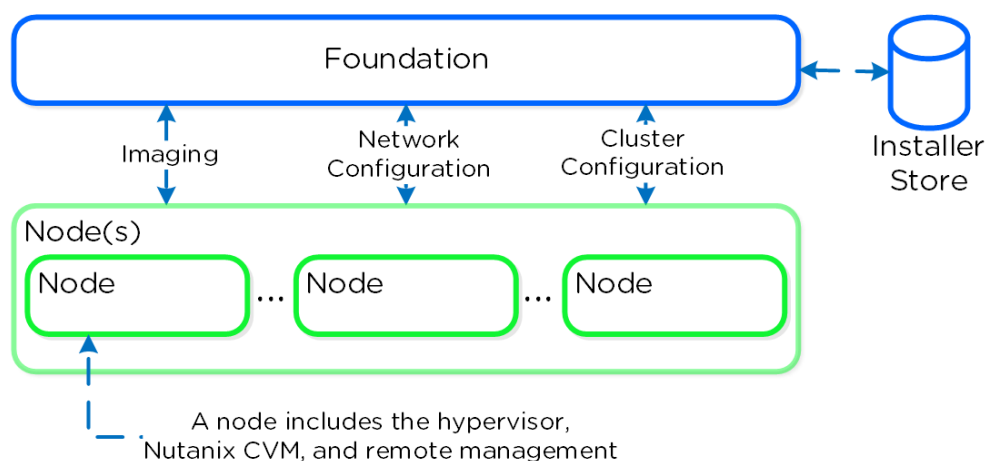 Foundation
Imaging
Network
Configuration
Cluster
Configuration
Installer
Store
Node(s)
Node
...
Node
...
Node
A node includes the hypervisor,
Nutanix CVM, and remote management